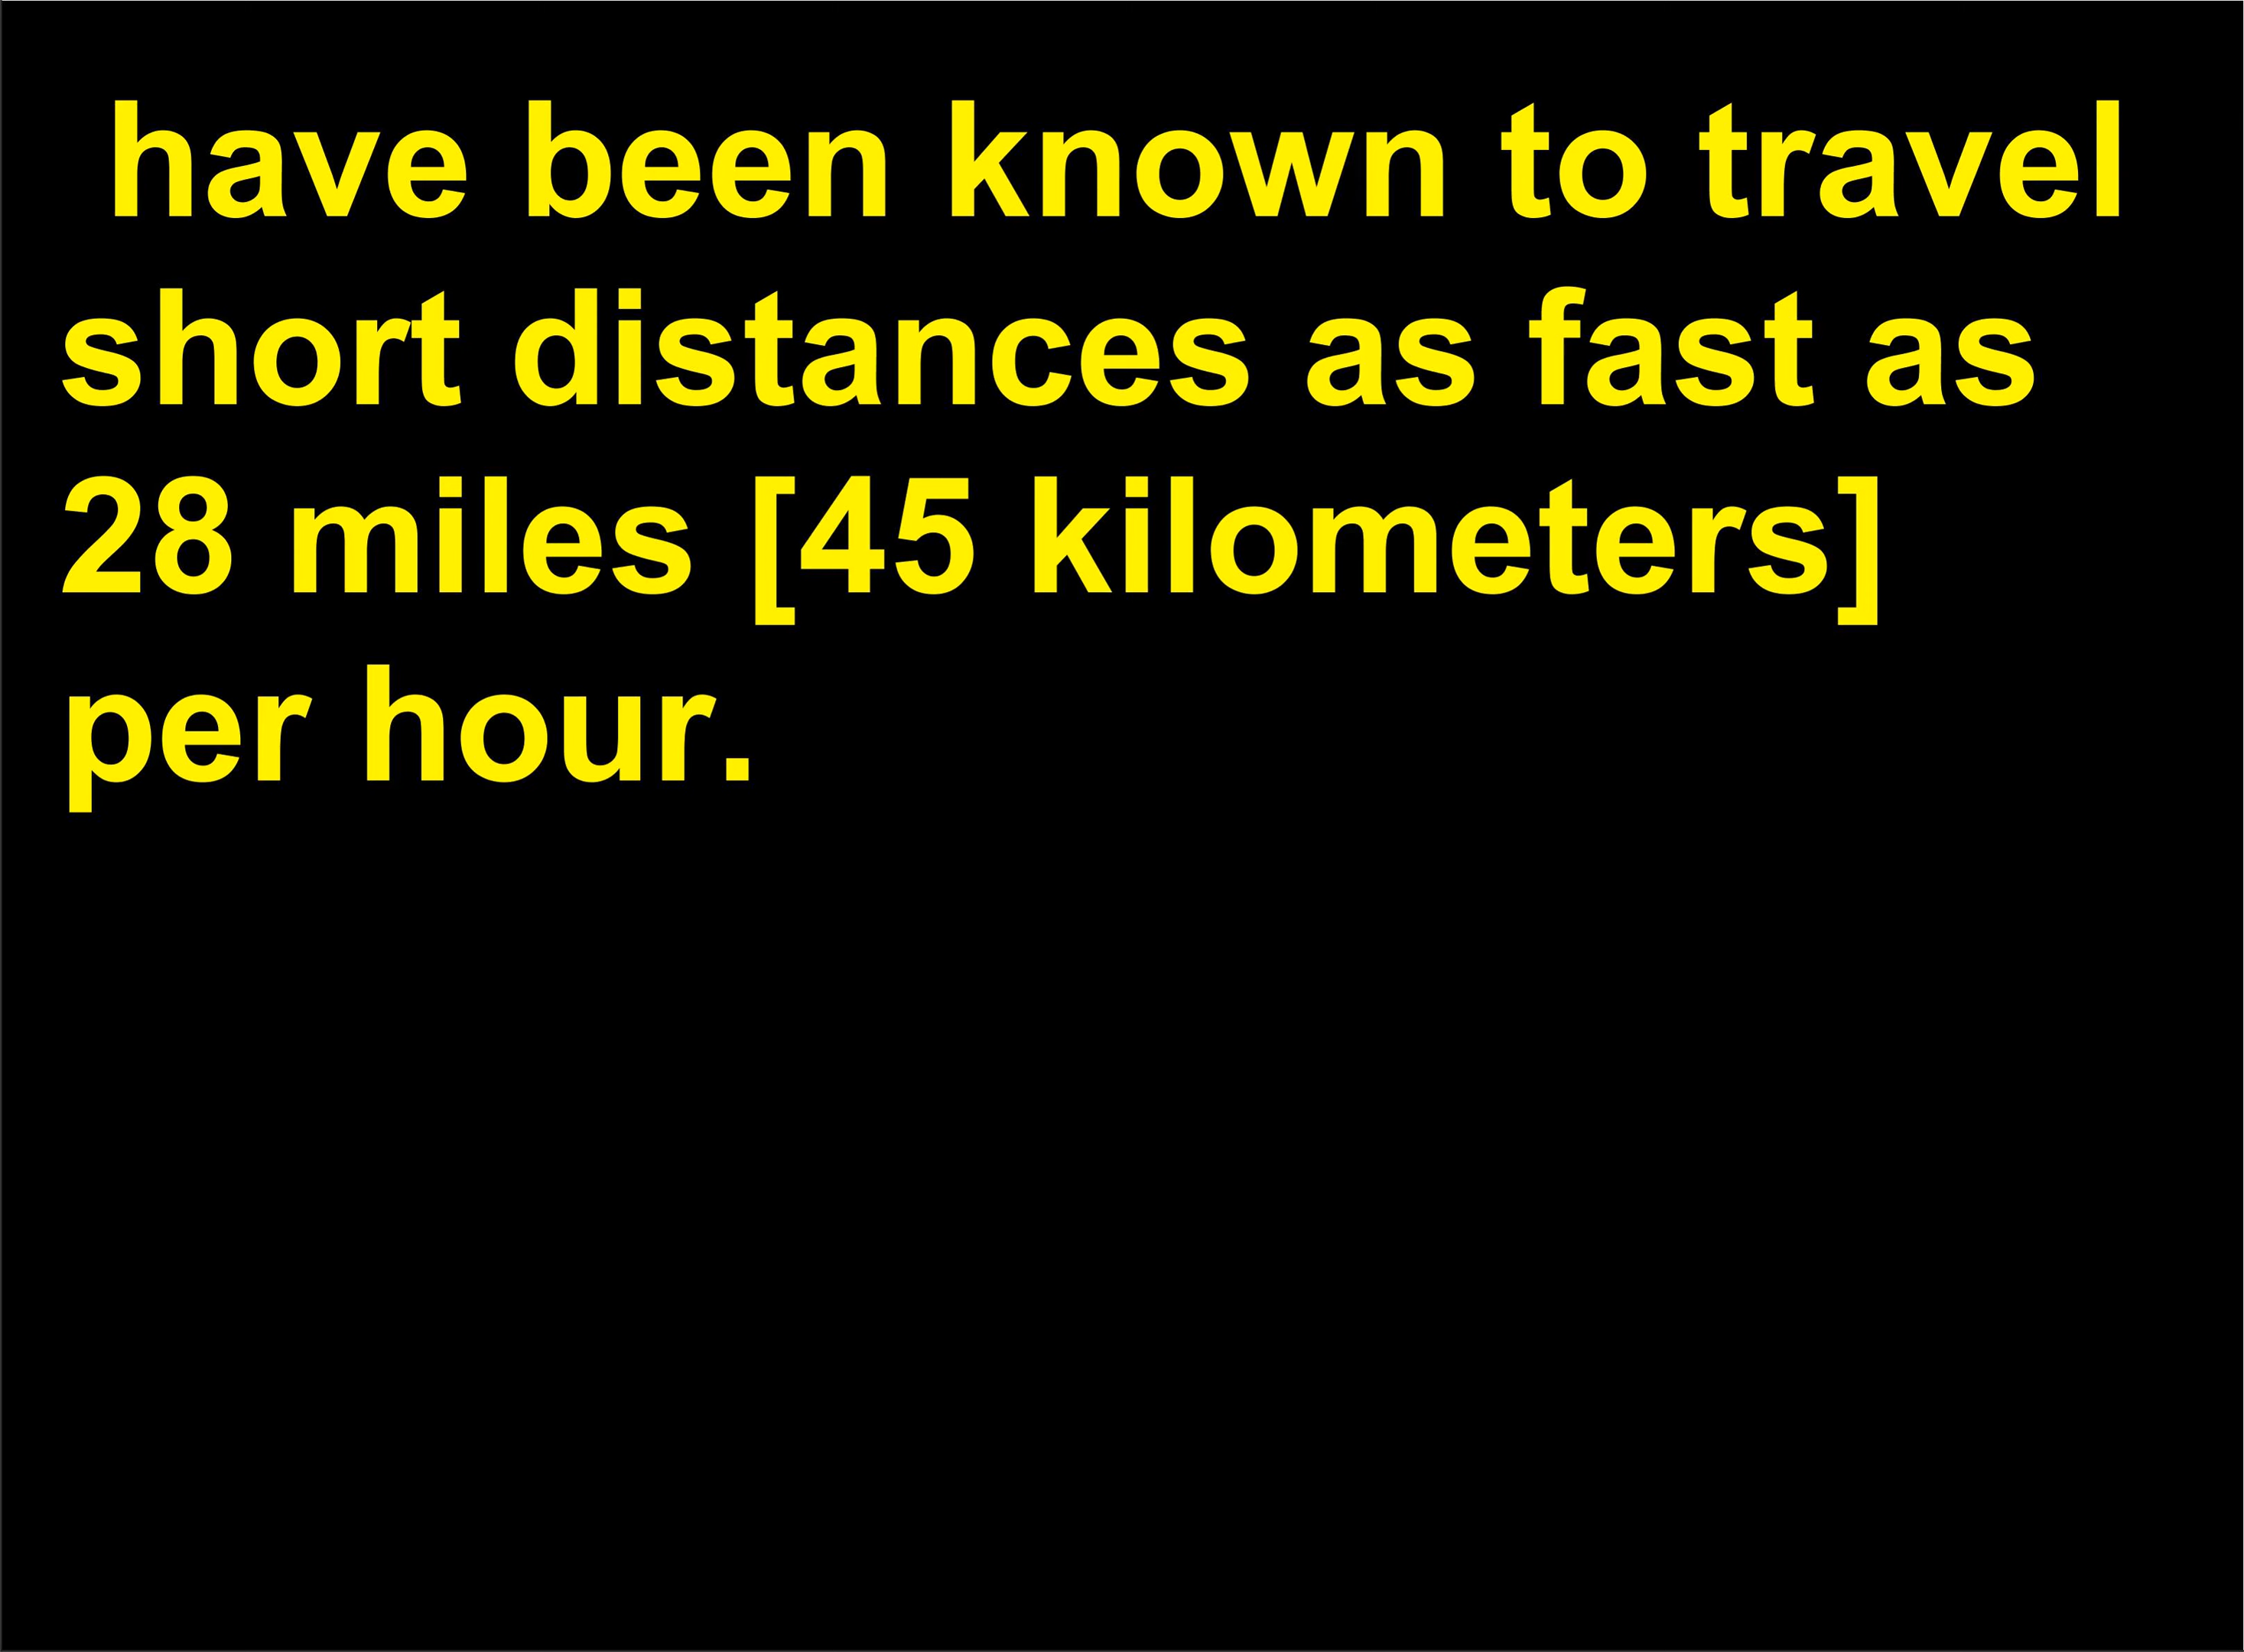 have been known to travel
short distances as fast as
28 miles [45 kilometers]
per hour.